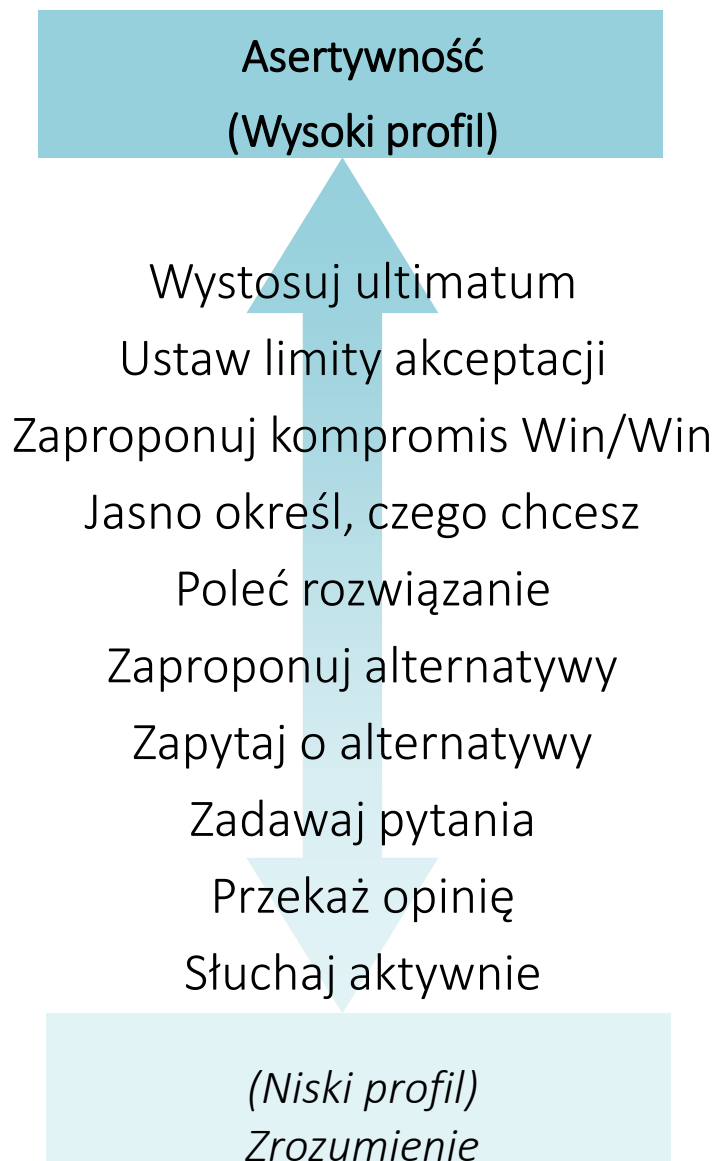 Asertywność
(Wysoki profil)
Wystosuj ultimatum
Ustaw limity akceptacji
Zaproponuj kompromis Win/Win
Jasno określ, czego chcesz
Poleć rozwiązanie
Zaproponuj alternatywy
Zapytaj o alternatywy
Zadawaj pytania
Przekaż opinię
Słuchaj aktywnie
(Niski profil)
Zrozumienie